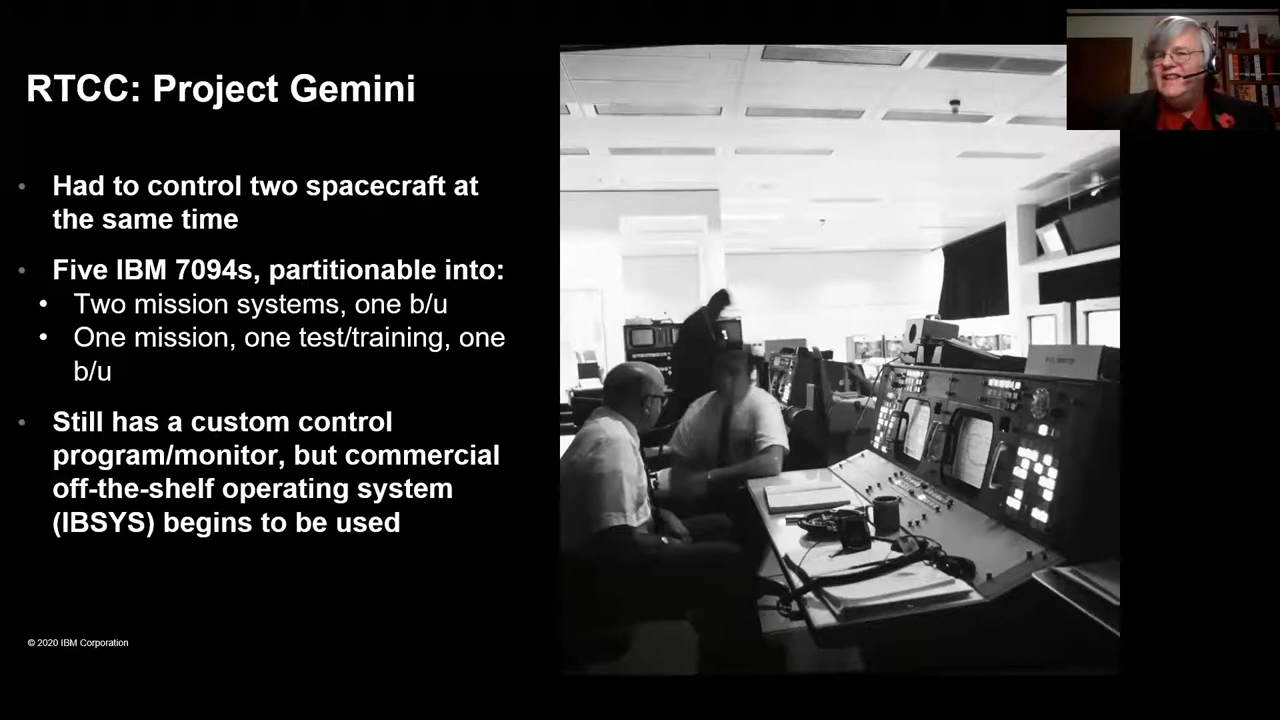 RTCC: Project Gemini
• Had to control two spacecraft at
the same time
• Five IBM 7094s, partitionable into:
• Two mission systems, one b/u
• One mission, one test/training, one
b/u
• Still has a custom control
program/monitor, but commercial
off-the-shelf operating system
(IBSYS) begins to be used
© 2020 IBM Corporation